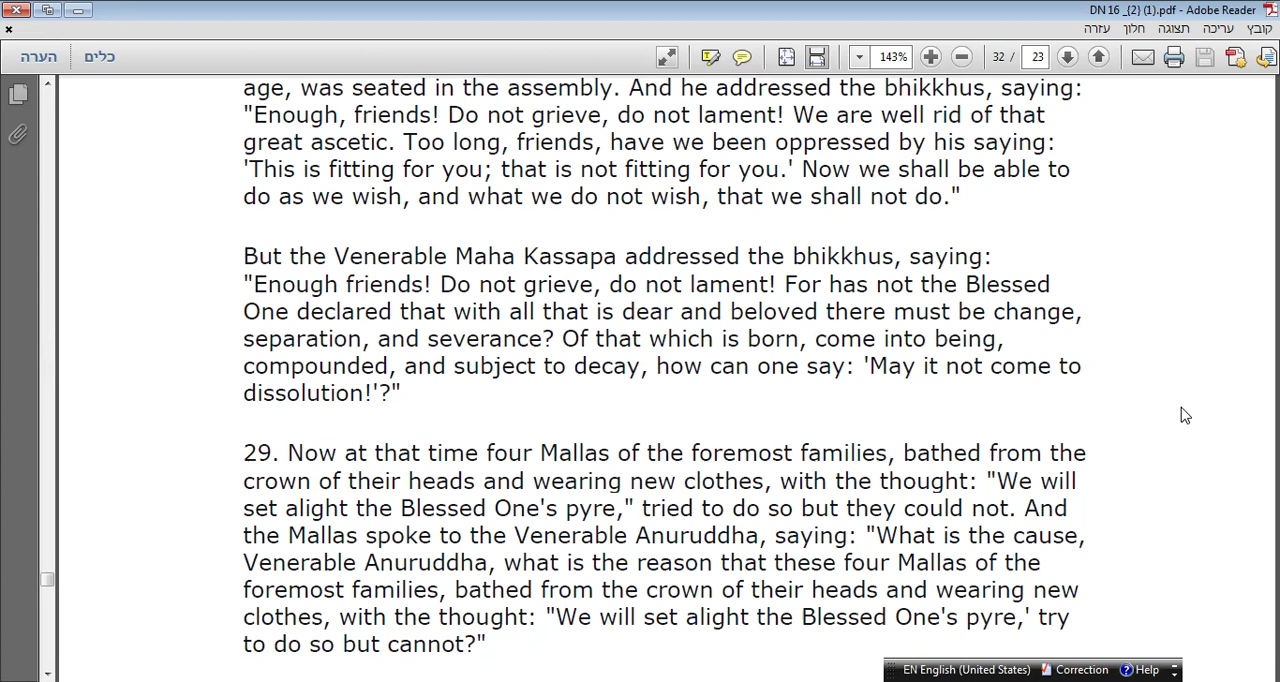 DN 16 _{2} (1).pdf - Adobe Reader
קובץ עריכה תצוגה חלון עזרה
הערה כלים 143% 32 / 23
age, was seated in the assembly. And he addressed the bhikkhus, saying:
"Enough, friends! Do not grieve, do not lament! We are well rid of that
great ascetic. Too long, friends, have we been oppressed by his saying:
'This is fitting for you; that is not fitting for you.' Now we shall be able to
do as we wish, and what we do not wish, that we shall not do."
But the Venerable Maha Kassapa addressed the bhikkhus, saying:
"Enough friends! Do not grieve, do not lament! For has not the Blessed
One declared that with all that is dear and beloved there must be change,
separation, and severance? Of that which is born, come into being,
compounded, and subject to decay, how can one say: 'May it not come to
dissolution!'?"
29. Now at that time four Mallas of the foremost families, bathed from the
crown of their heads and wearing new clothes, with the thought: "We will
set alight the Blessed One's pyre," tried to do so but they could not. And
the Mallas spoke to the Venerable Anuruddha, saying: "What is the cause,
Venerable Anuruddha, what is the reason that these four Mallas of the
foremost families, bathed from the crown of their heads and wearing new
clothes, with the thought: "We will set alight the Blessed One's pyre,' try
to do so but cannot?"
EN English (United States) Correction Help